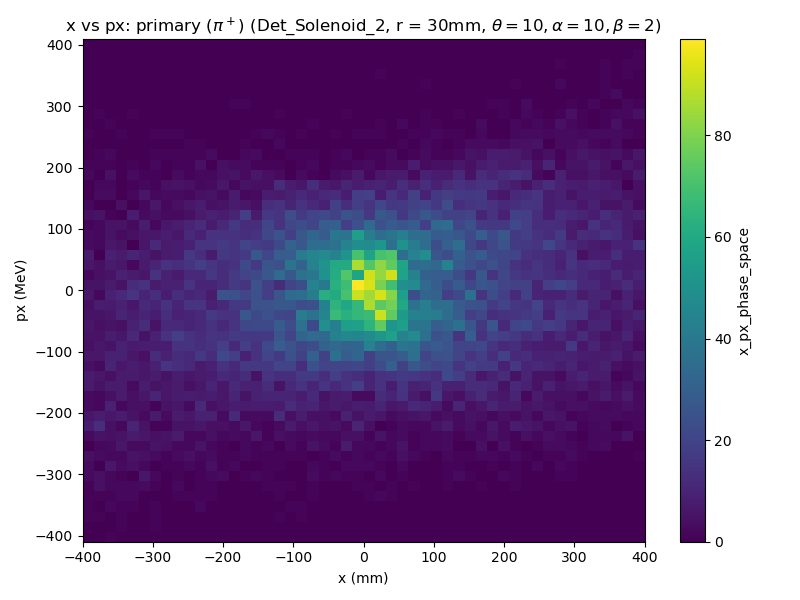 x vs px: primary (π⁺) (Det_Solenoid_2, r = 30mm, θ = 10, α = 10, β = 2)
400
300
200
100
0
−100
−200
−300
−400
px (MeV)
−400 −300 −200 −100 0 100 200 300 400
x (mm)
80
60
40
20
0
x_px_phase_space